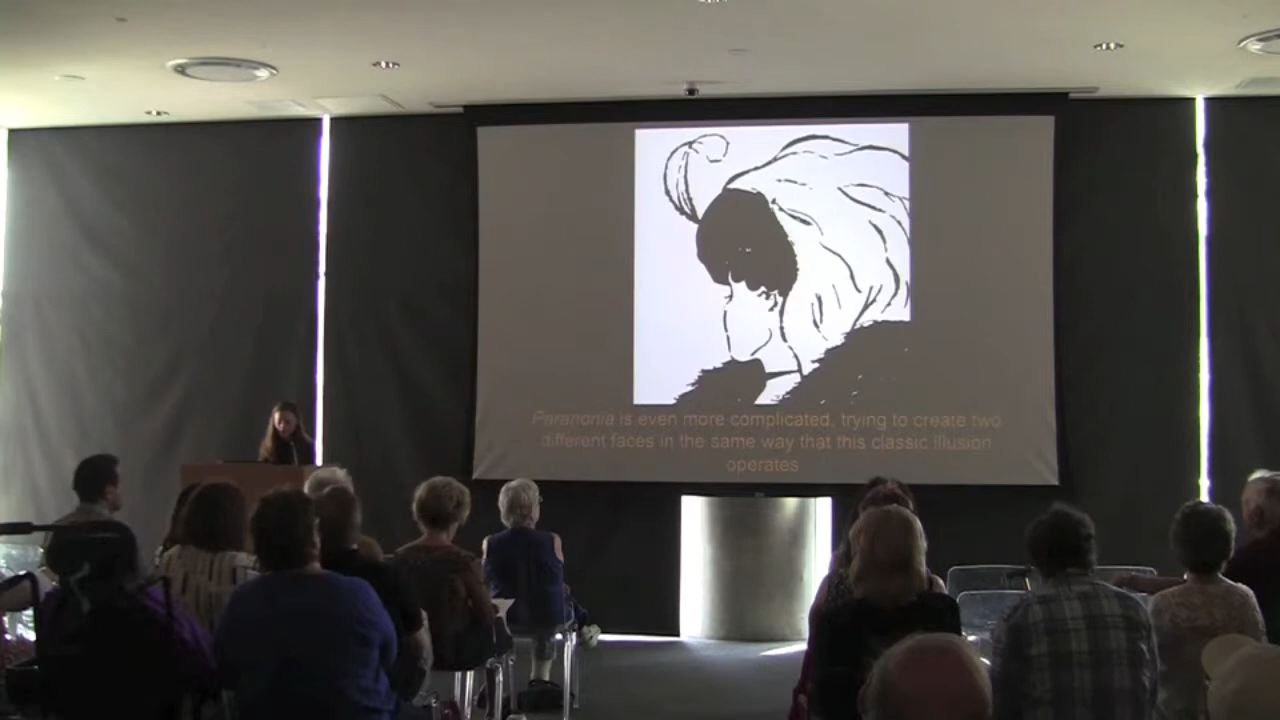 Paranonia is even more complicated, trying to create two
different faces in the same way that this classic illusion
operates